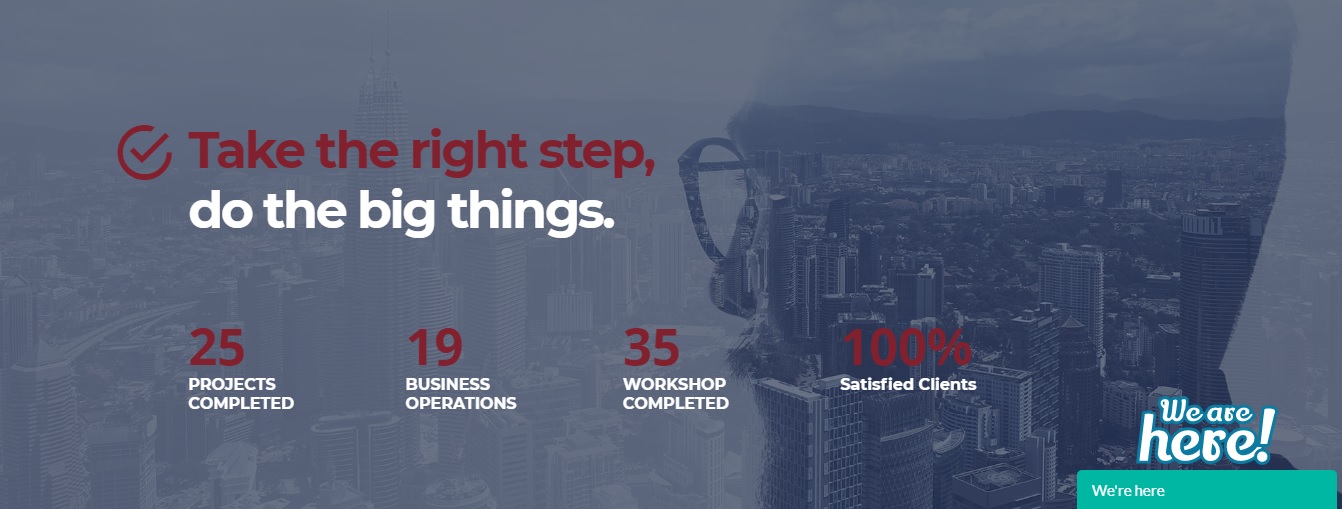 Take the right step,
do the big things.
25
PROJECTS
COMPLETED
19
BUSINESS
OPERATIONS
35
WORKSHOP
COMPLETED
100%
Satisfied Clients
We are
here!
We're here